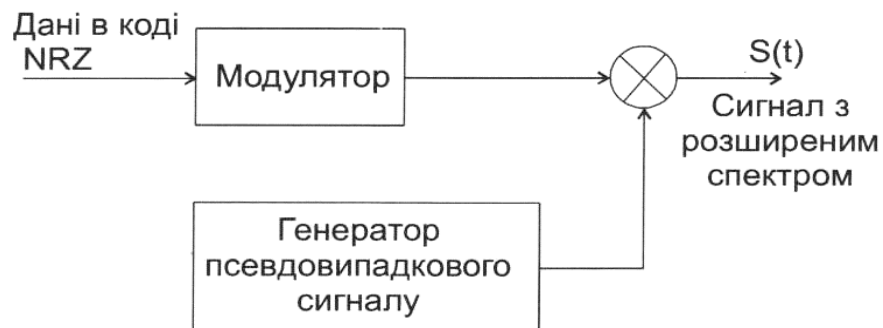 Дані в коді
NRZ
Модулятор
S(t)
Сигнал з
розширеним
спектром
Генератор
псевдовипадкового
сигналу